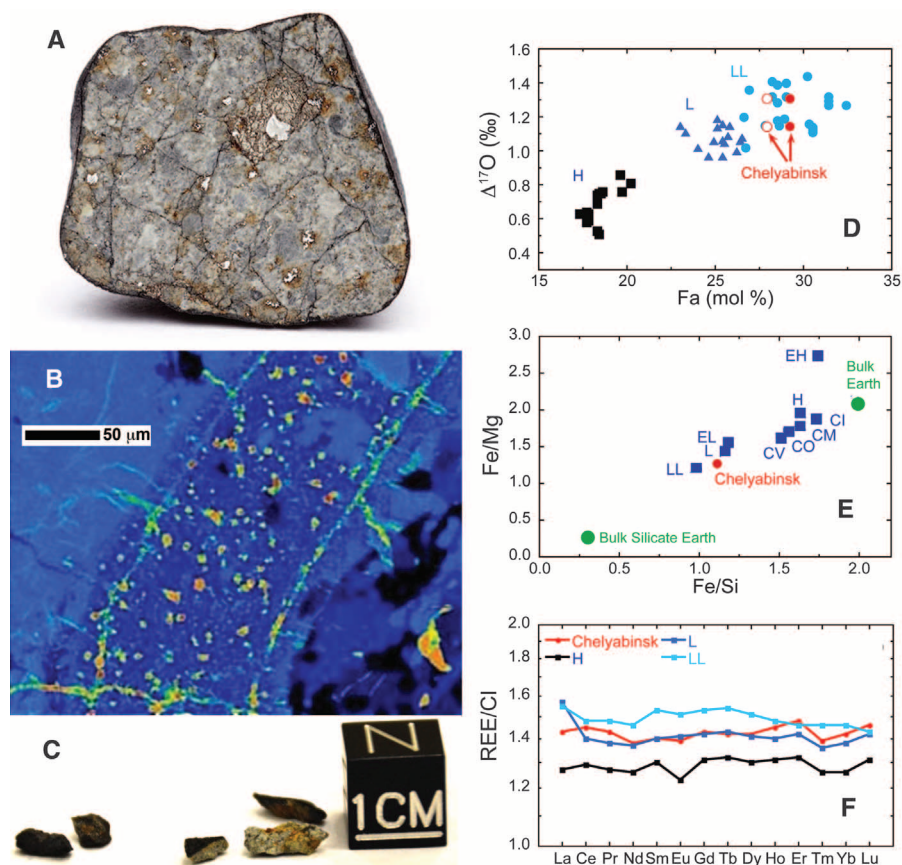 A
B
50 μm
C
N
1CM
1.6
1.4
1.2
1.0
0.8
0.6
0.4
Δ¹⁷O (‰)
LL
L
H
Chelyabinsk
D
15 20 25 30 35
Fa (mol %)
3.0
2.5
2.0
1.5
1.0
0.5
0.0
Fe/Mg
EH
Bulk
Earth
H
CI
EL
CM
L
CO
CV
LL
Chelyabinsk
E
Bulk Silicate Earth
0.0 0.5 1.0 1.5 2.0
Fe/Si
2.0
1.8
1.6
1.4
1.2
1.0
REE/CI
Chelyabinsk L
H LL
F
La Ce Pr Nd Sm Eu Gd Tb Dy Ho Er Tm Yb Lu